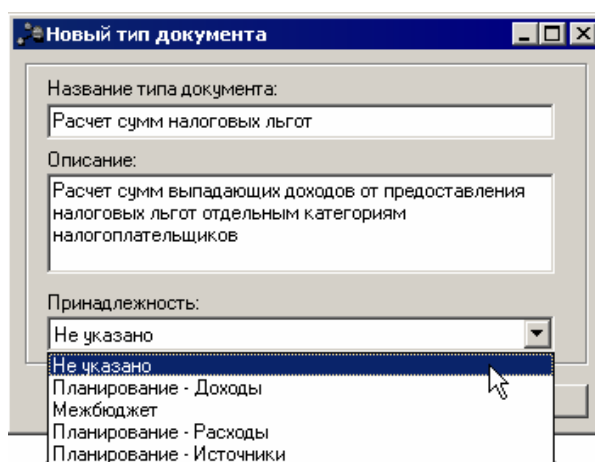 Новый тип документа
Название типа документа:
Расчет сумм налоговых льгот
Описание:
Расчет сумм выпадающих доходов от предоставления
налоговых льгот отдельным категориям
налогоплательщиков
Принадлежность:
Не указано
Не указано
Планирование - Доходы
Межбюджет
Планирование - Расходы
Планирование - Источники